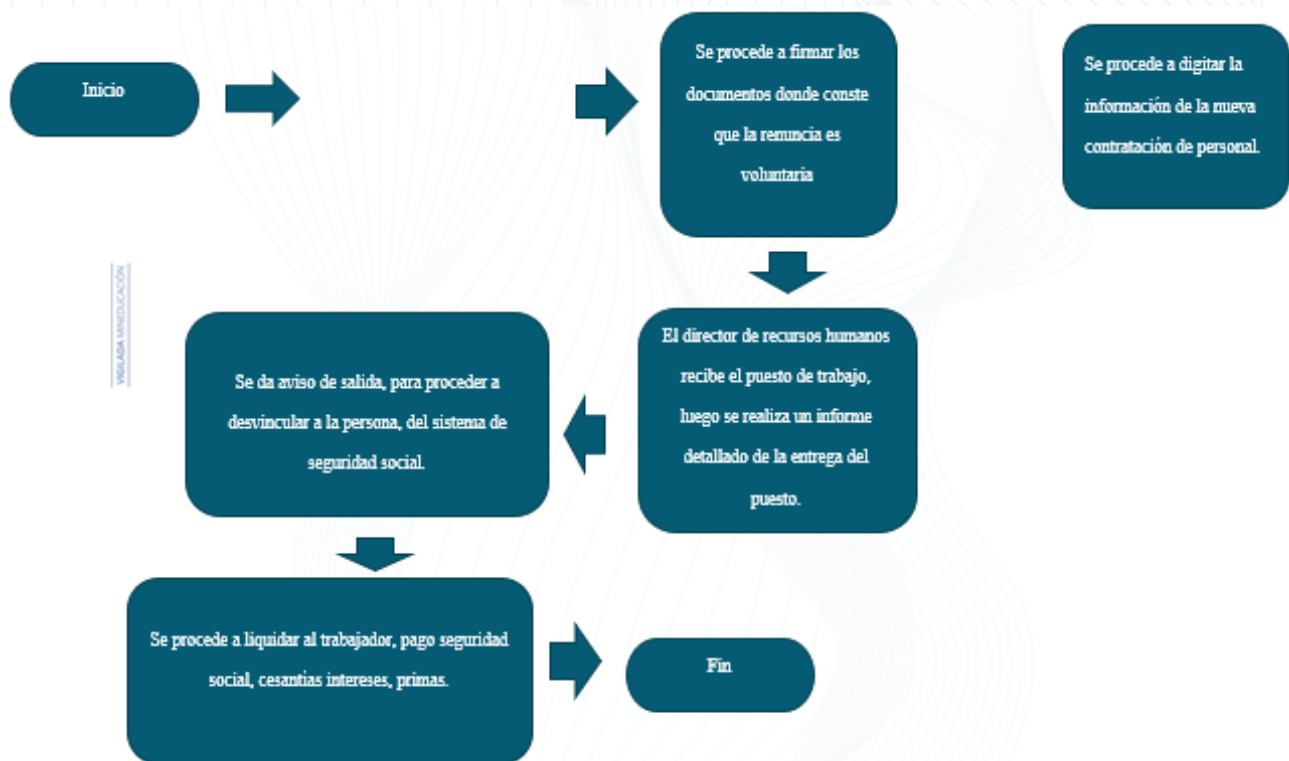 Inicio
Se procede a firmar los
documentos donde conste
que la renuncia es
voluntaria
Se procede a digitar la
información de la nueva
contratación de personal.
VIGILADA MINEDUCACIÓN
El director de recursos humanos
recibe el puesto de trabajo,
luego se realiza un informe
detallado de la entrega del
puesto.
Se da aviso de salida, para proceder a
desvincular a la persona, del sistema de
seguridad social.
Se procede a liquidar al trabajador, pago seguridad
social, cesantias intereses, primas.
Fin